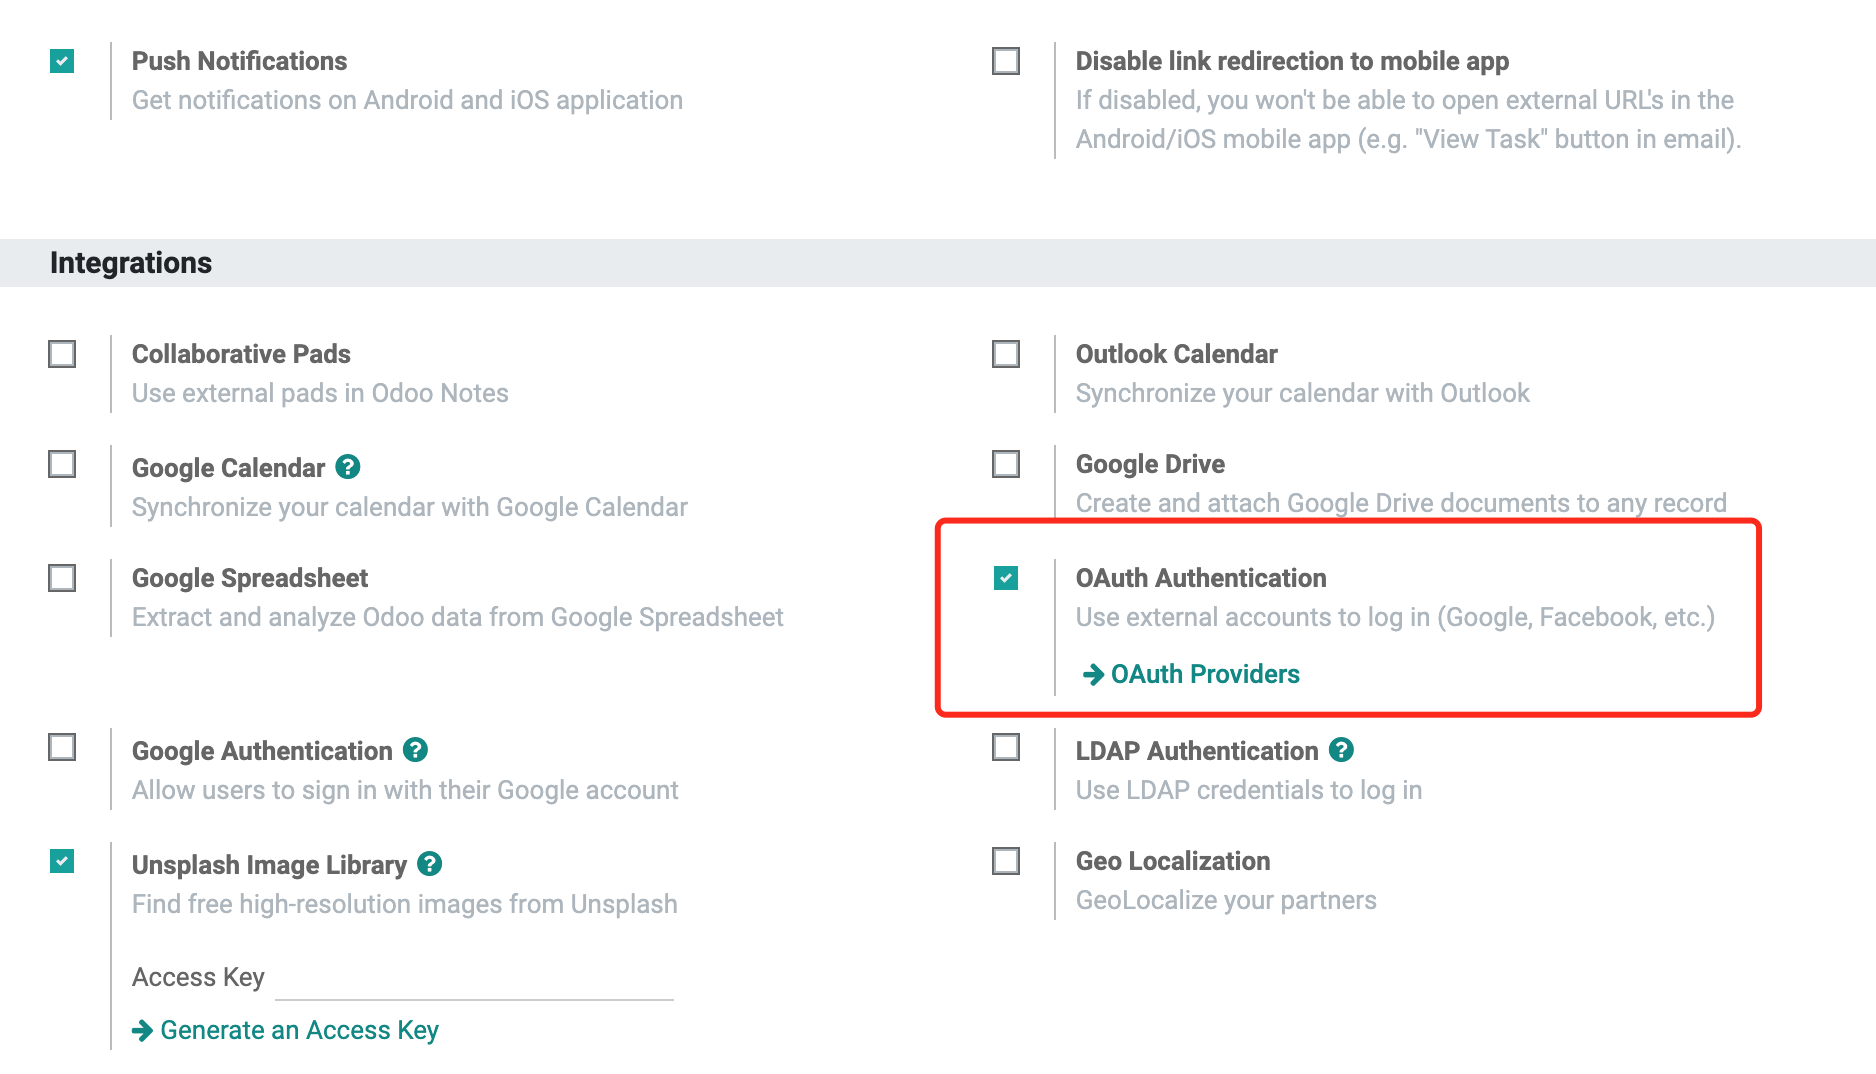 Push Notifications
Get notifications on Android and iOS application
Disable link redirection to mobile app
If disabled, you won't be able to open external URL's in the
Android/iOS mobile app (e.g. "View Task" button in email).
Integrations
Collaborative Pads
Use external pads in Odoo Notes
Outlook Calendar
Synchronize your calendar with Outlook
Google Calendar ?
Synchronize your calendar with Google Calendar
Google Drive
Create and attach Google Drive documents to any record
Google Spreadsheet
Extract and analyze Odoo data from Google Spreadsheet
OAuth Authentication
Use external accounts to log in (Google, Facebook, etc.)
OAuth Providers
Google Authentication ?
Allow users to sign in with their Google account
LDAP Authentication ?
Use LDAP credentials to log in
Unsplash Image Library ?
Find free high-resolution images from Unsplash
Geo Localization
GeoLocalize your partners
Access Key
Generate an Access Key